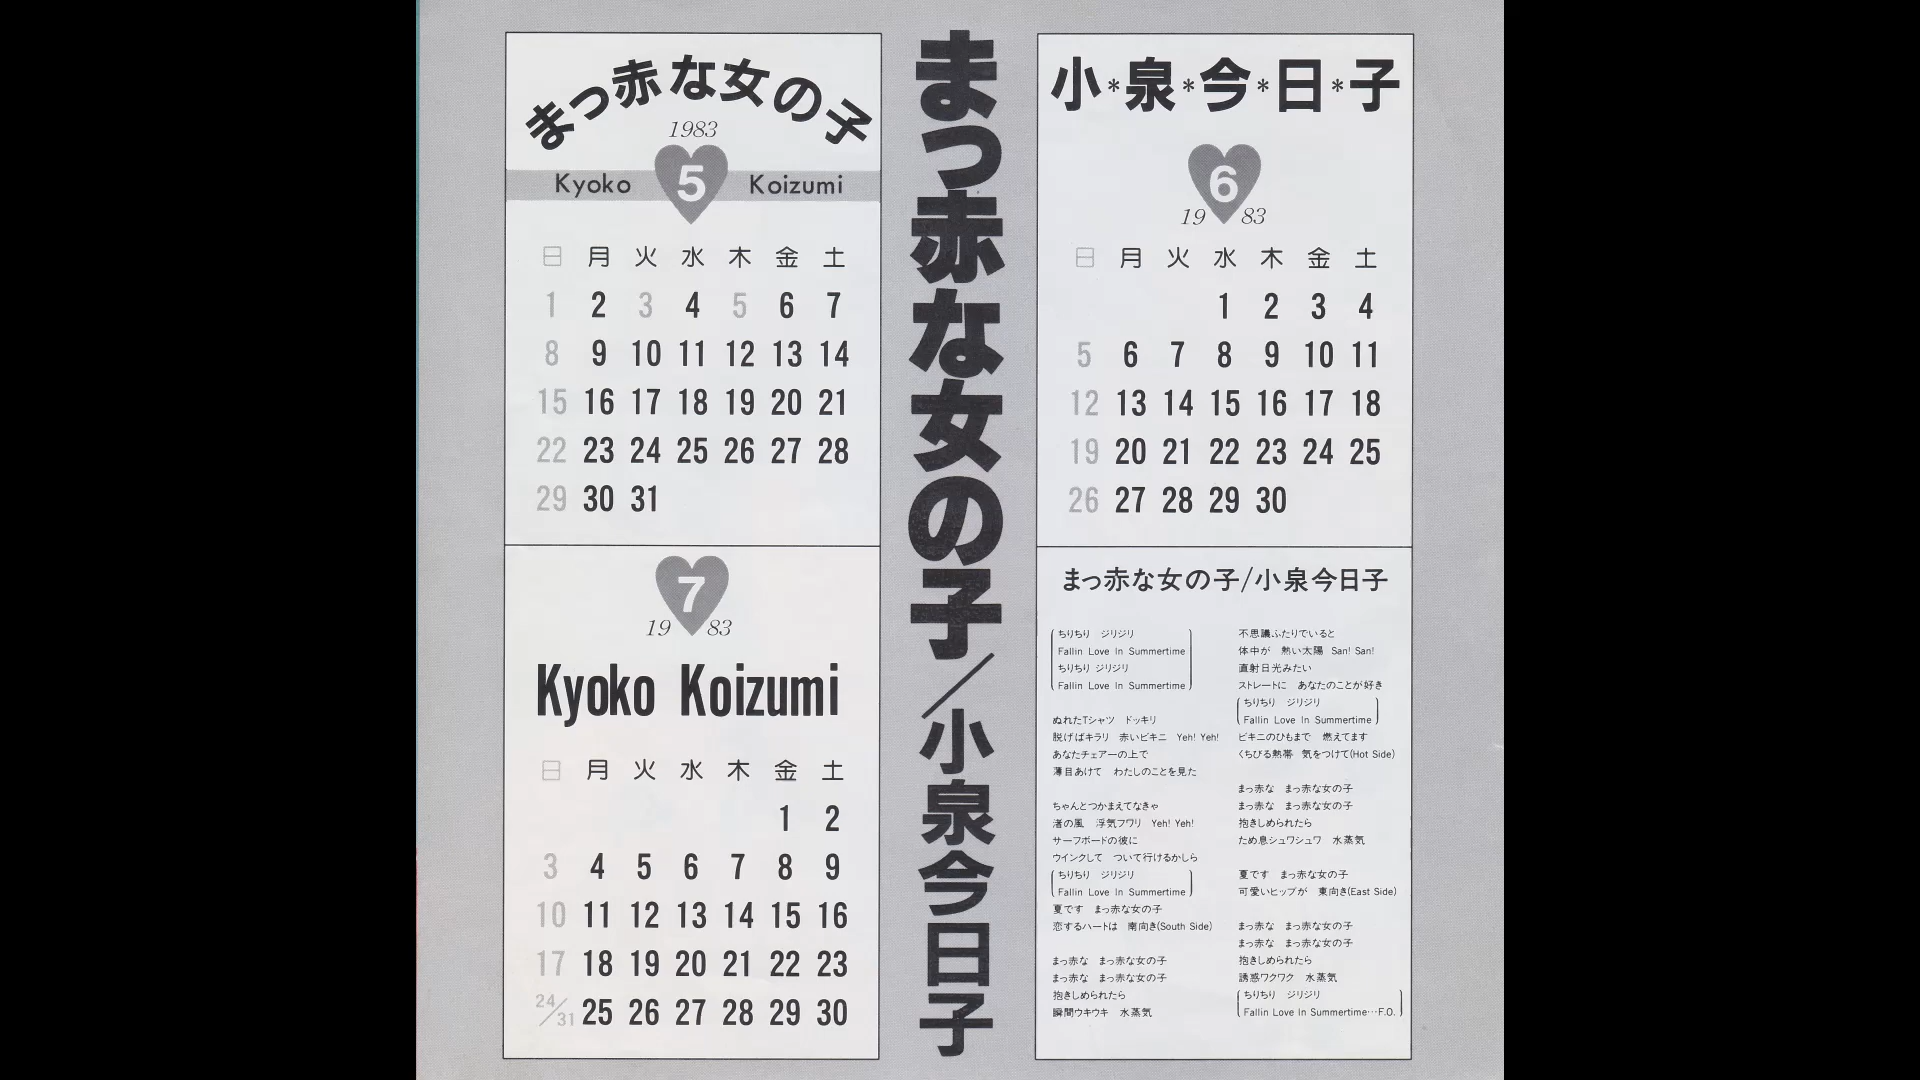 まっ赤な女の子
1983
Kyoko 5 Koizumi
日 月 火 水 木 金 土
1 2 3 4 5 6 7
8 9 10 11 12 13 14
15 16 17 18 19 20 21
22 23 24 25 26 27 28
29 30 31
7
19 83
Kyoko Koizumi
日 月 火 水 木 金 土
1 2
3 4 5 6 7 8 9
10 11 12 13 14 15 16
17 18 19 20 21 22 23
24/31 25 26 27 28 29 30
まっ赤な女の子/小泉今日子
小*泉*今*日*子
6
19 83
日 月 火 水 木 金 土
1 2 3 4
5 6 7 8 9 10 11
12 13 14 15 16 17 18
19 20 21 22 23 24 25
26 27 28 29 30
まっ赤な女の子/小泉今日子
ちりちり ジリジリ
Fallin Love In Summertime
ちりちり ジリジリ
Fallin Love In Summertime
ぬれたTシャツ ドッキリ
脱げばキラリ 赤いビキニ Yeh! Yeh!
あなたチェアーの上で
薄目あけて わたしのことを見た
ちゃんとつかまえてなきゃ
渚の風 浮気フワリ Yeh! Yeh!
サーフボードの彼に
ウインクして ついて行けるかしら
ちりちり ジリジリ
Fallin Love In Summertime
夏です まっ赤な女の子
恋するハートは 南向き(South Side)
まっ赤な まっ赤な女の子
まっ赤な まっ赤な女の子
抱きしめられたら
瞬間ウキウキ 水蒸気
不思議ふたりでいると
体中が 熱い太陽 San! San!
直射日光みたい
ストレートに あなたのことが好き
ちりちり ジリジリ
Fallin Love In Summertime
ビキニのひもまで 燃えてます
くちびる熱帯 気をつけて(Hot Side)
まっ赤な まっ赤な女の子
まっ赤な まっ赤な女の子
抱きしめられたら
ため息シュワシュワ 水蒸気
夏です まっ赤な女の子
可愛いヒップが 東向き(East Side)
まっ赤な まっ赤な女の子
まっ赤な まっ赤な女の子
抱きしめられたら
誘惑ワクワク 水蒸気
ちりちり ジリジリ
Fallin Love In Summertime…F.O.